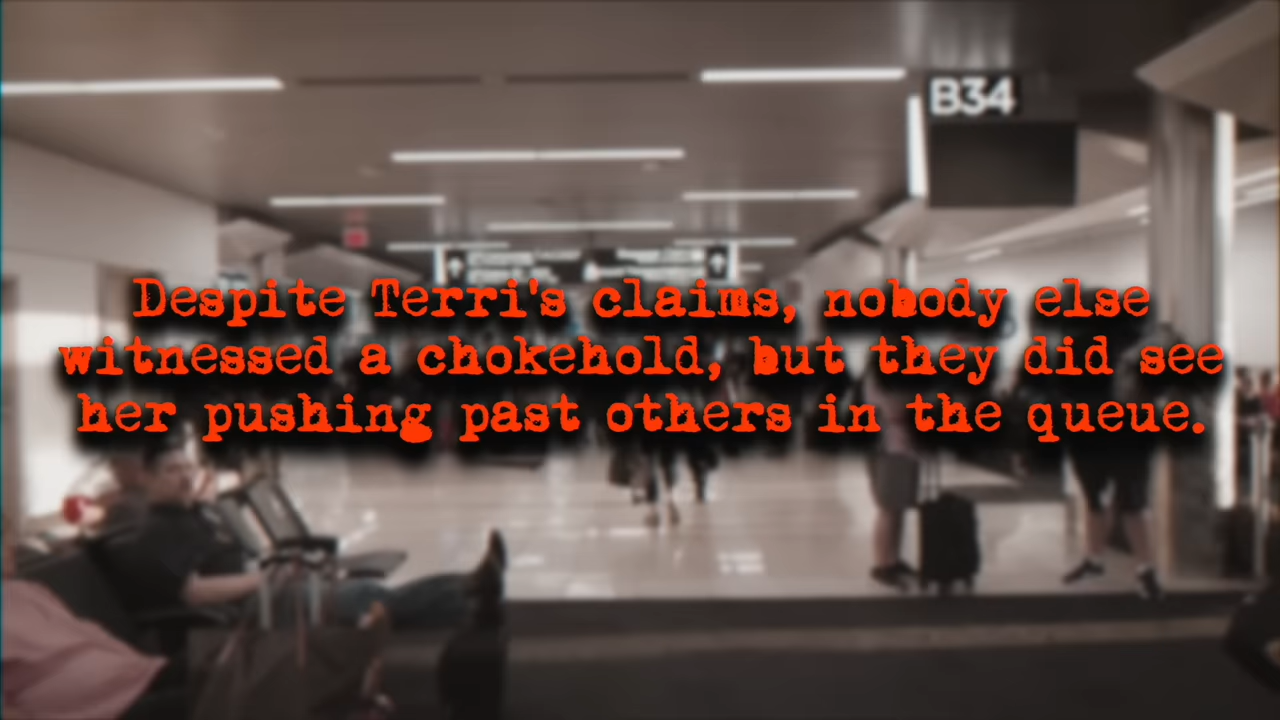 B34
Despite Terri's claims, nobody else
witnessed a chokehold, but they did see
her pushing past others in the queue.